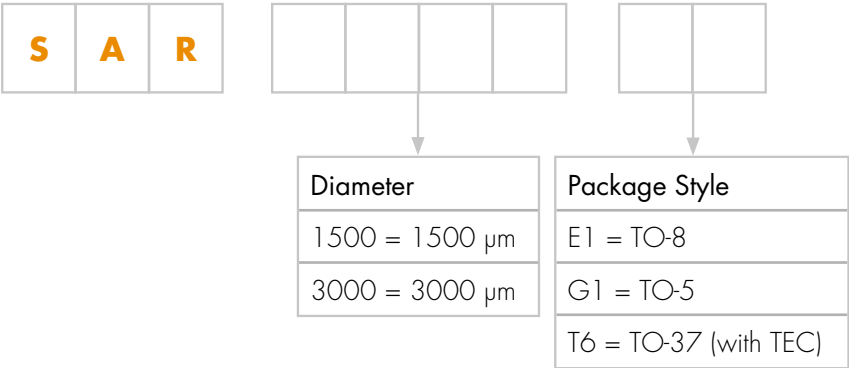 S A R
Diameter
1500 = 1500 µm
3000 = 3000 µm
Package Style
E1 = TO-8
G1 = TO-5
T6 = TO-37 (with TEC)